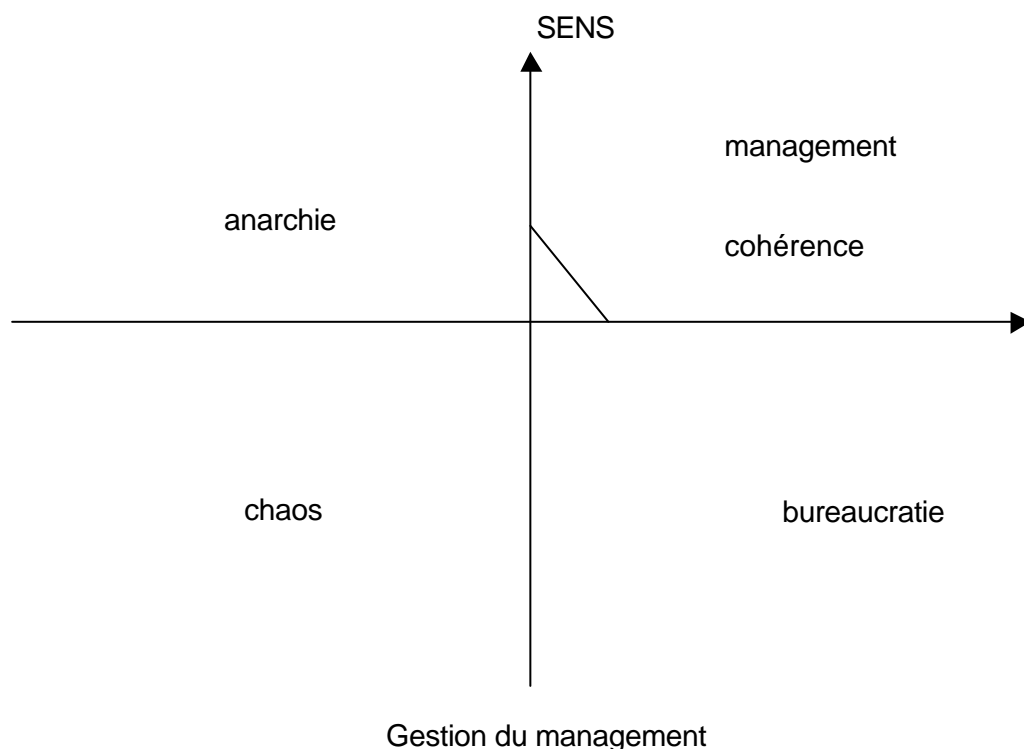 SENS
management
anarchie
cohérence
chaos
bureaucratie
Gestion du management